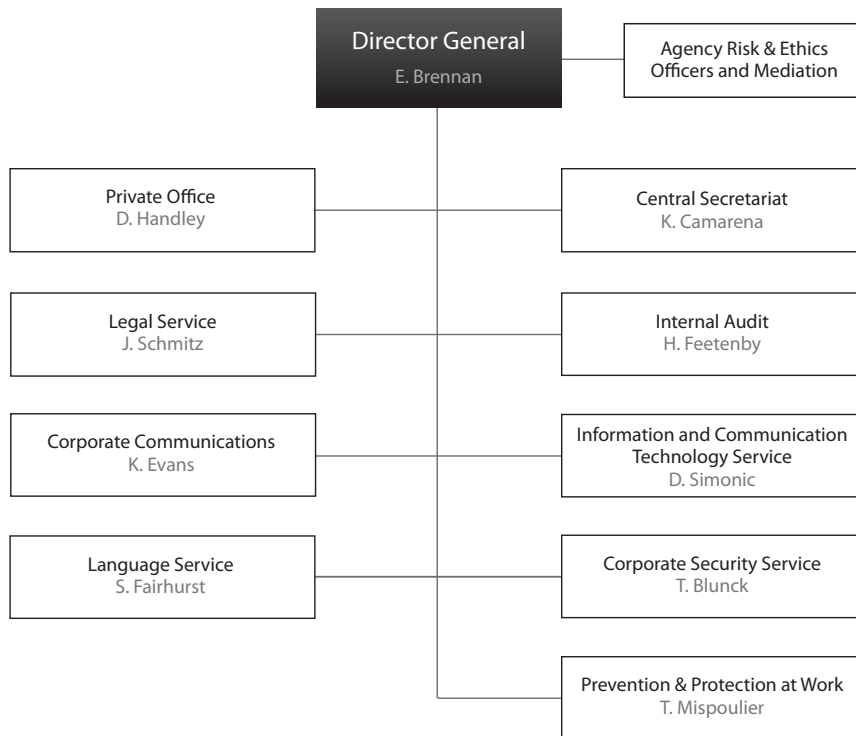 Director General
E. Brennan
Agency Risk & Ethics
Officers and Mediation
Private Office
D. Handley
Central Secretariat
K. Camarena
Legal Service
J. Schmitz
Internal Audit
H. Feetenby
Corporate Communications
K. Evans
Information and Communication
Technology Service
D. Simonic
Language Service
S. Fairhurst
Corporate Security Service
T. Blunck
Prevention & Protection at Work
T. Mispoulier